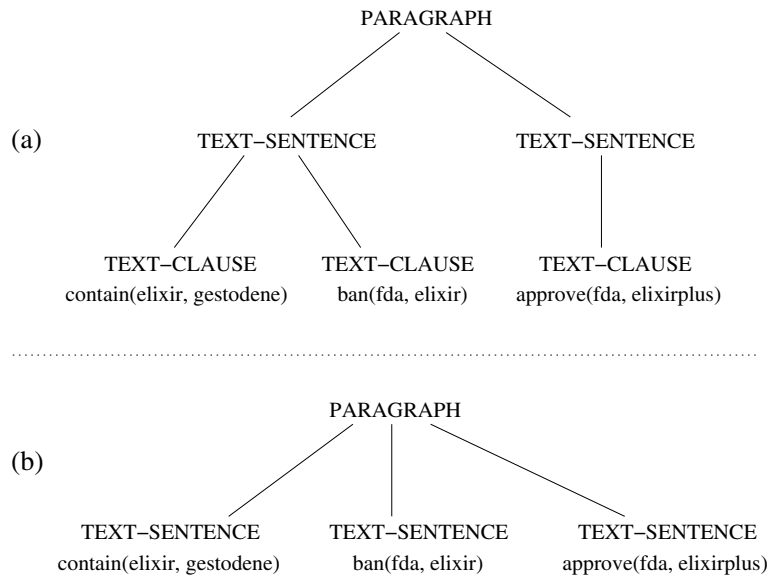 PARAGRAPH
(a)
TEXT−SENTENCE TEXT−SENTENCE
TEXT−CLAUSE TEXT−CLAUSE TEXT−CLAUSE
contain(elixir, gestodene) ban(fda, elixir) approve(fda, elixirplus)
PARAGRAPH
(b)
TEXT−SENTENCE TEXT−SENTENCE TEXT−SENTENCE
contain(elixir, gestodene) ban(fda, elixir) approve(fda, elixirplus)